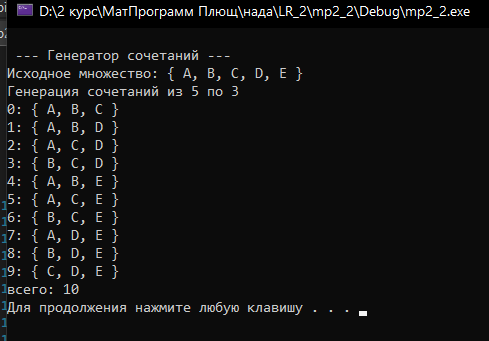 D:\2 курс\МатПрограмм Плющ\нада\LR_2\mp2_2\Debug\mp2_2.exe
--- Генератор сочетаний ---
Исходное множество: { A, B, C, D, E }
Генерация сочетаний из 5 по 3
0: { A, B, C }
1: { A, B, D }
2: { A, C, D }
3: { B, C, D }
4: { A, B, E }
5: { A, C, E }
6: { B, C, E }
7: { A, D, E }
8: { B, D, E }
9: { C, D, E }
всего: 10
Для продолжения нажмите любую клавишу . . .